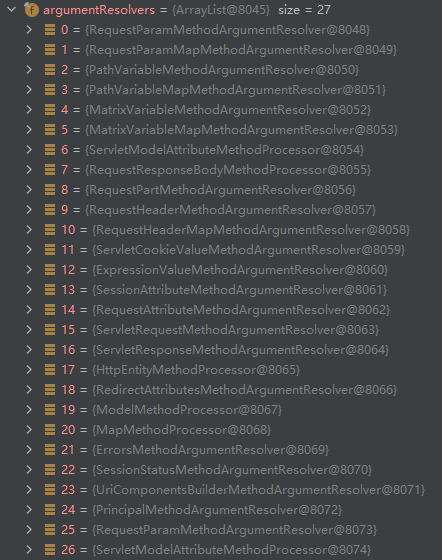 argumentResolvers = {ArrayList@8045} size = 27
0 = {RequestParamMethodArgumentResolver@8048}
1 = {RequestParamMapMethodArgumentResolver@8049}
2 = {PathVariableMethodArgumentResolver@8050}
3 = {PathVariableMapMethodArgumentResolver@8051}
4 = {MatrixVariableMethodArgumentResolver@8052}
5 = {MatrixVariableMapMethodArgumentResolver@8053}
6 = {ServletModelAttributeMethodProcessor@8054}
7 = {RequestResponseBodyMethodProcessor@8055}
8 = {RequestPartMethodArgumentResolver@8056}
9 = {RequestHeaderMethodArgumentResolver@8057}
10 = {RequestHeaderMapMethodArgumentResolver@8058}
11 = {ServletCookieValueMethodArgumentResolver@8059}
12 = {ExpressionValueMethodArgumentResolver@8060}
13 = {SessionAttributeMethodArgumentResolver@8061}
14 = {RequestAttributeMethodArgumentResolver@8062}
15 = {ServletRequestMethodArgumentResolver@8063}
16 = {ServletResponseMethodArgumentResolver@8064}
17 = {HttpEntityMethodProcessor@8065}
18 = {RedirectAttributesMethodArgumentResolver@8066}
19 = {ModelMethodProcessor@8067}
20 = {MapMethodProcessor@8068}
21 = {ErrorsMethodArgumentResolver@8069}
22 = {SessionStatusMethodArgumentResolver@8070}
23 = {UriComponentsBuilderMethodArgumentResolver@8071}
24 = {PrincipalMethodArgumentResolver@8072}
25 = {RequestParamMethodArgumentResolver@8073}
26 = {ServletModelAttributeMethodProcessor@8074}